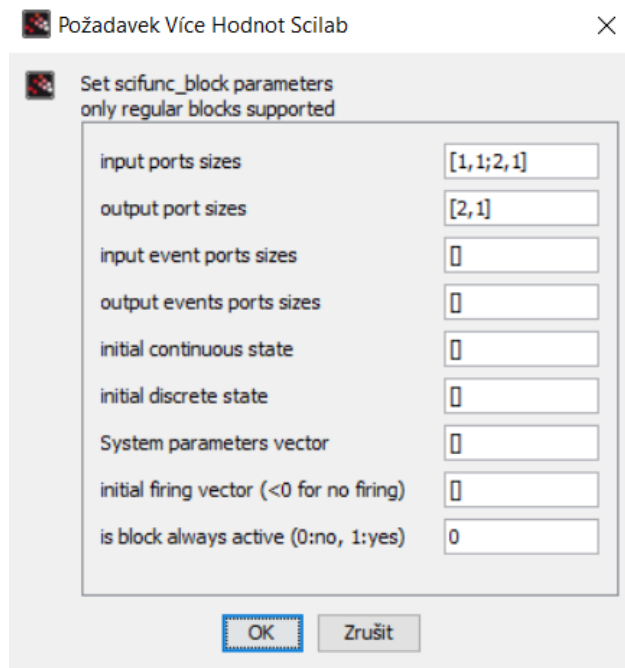 Požadavek Více Hodnot Scilab
Set scifunc_block parameters
only regular blocks supported
input ports sizes [1,1;2,1]
output port sizes [2,1]
input event ports sizes []
output events ports sizes []
initial continuous state []
initial discrete state []
System parameters vector []
initial firing vector (<0 for no firing) []
is block always active (0:no, 1:yes) 0
OK Zrušit